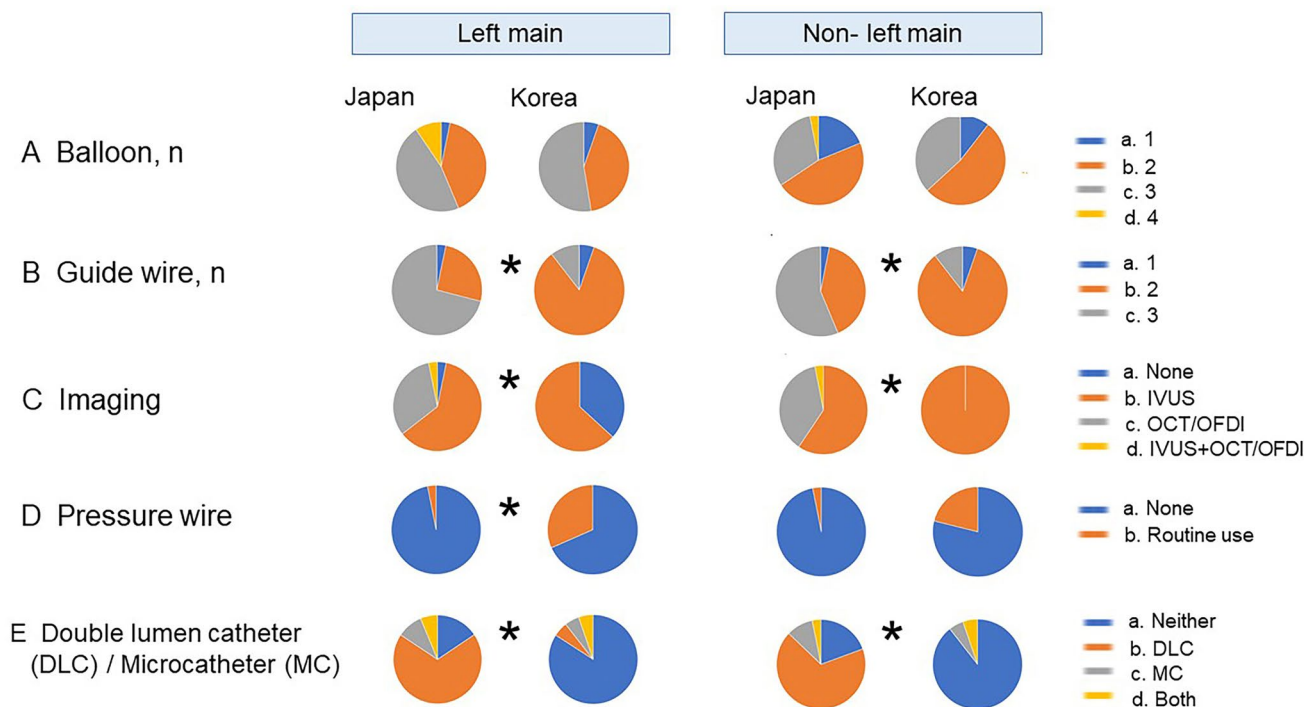 Left main
Non- left main
Japan
Korea
Japan
Korea
A Balloon, n
a. 1
b. 2
c. 3
d. 4
B Guide wire, n
*
*
a. 1
b. 2
c. 3
C Imaging
*
*
a. None
b. IVUS
c. OCT/OFDI
d. IVUS+OCT/OFDI
D Pressure wire
*
a. None
b. Routine use
E Double lumen catheter
(DLC) / Microcatheter (MC)
*
*
a. Neither
b. DLC
c. MC
d. Both